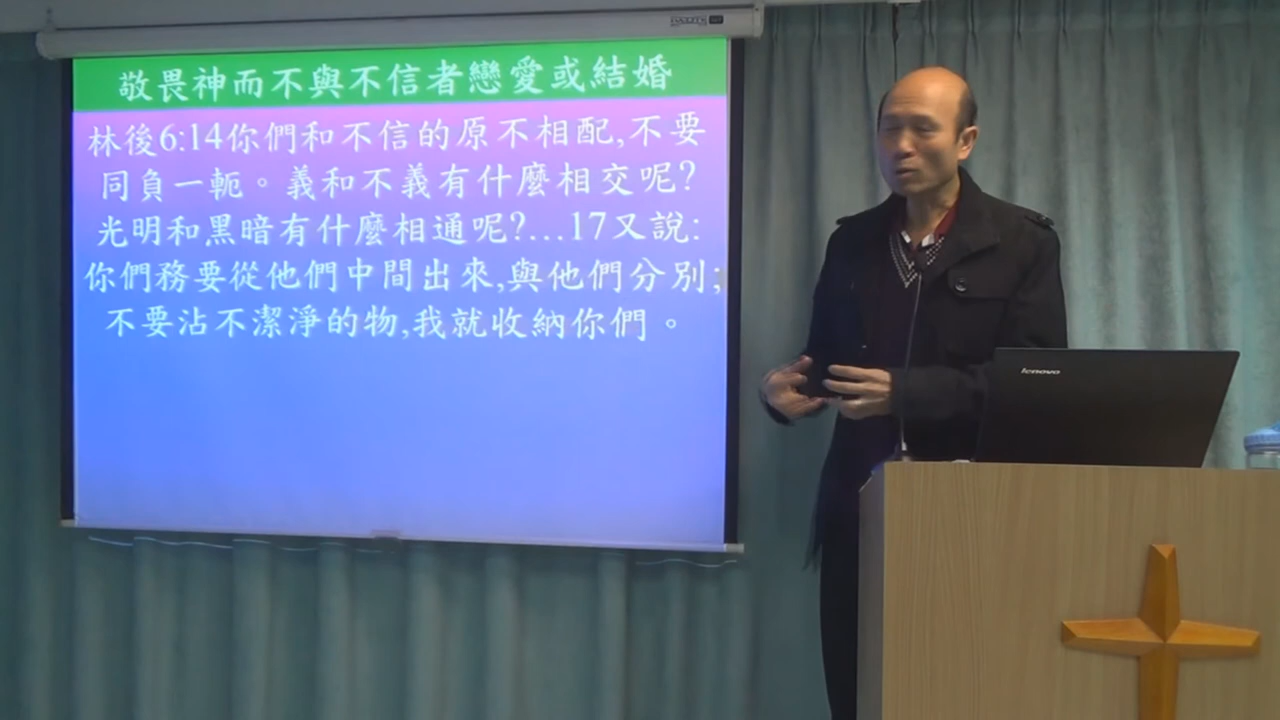 敬畏神而不與不信者戀愛或結婚
林後6:14你們和不信的原不相配,不要
同負一軛。義和不義有什麼相交呢?
光明和黑暗有什麼相通呢?…17又說:
你們務要從他們中間出來,與他們分別;
不要沾不潔淨的物,我就收納你們。
lenovo